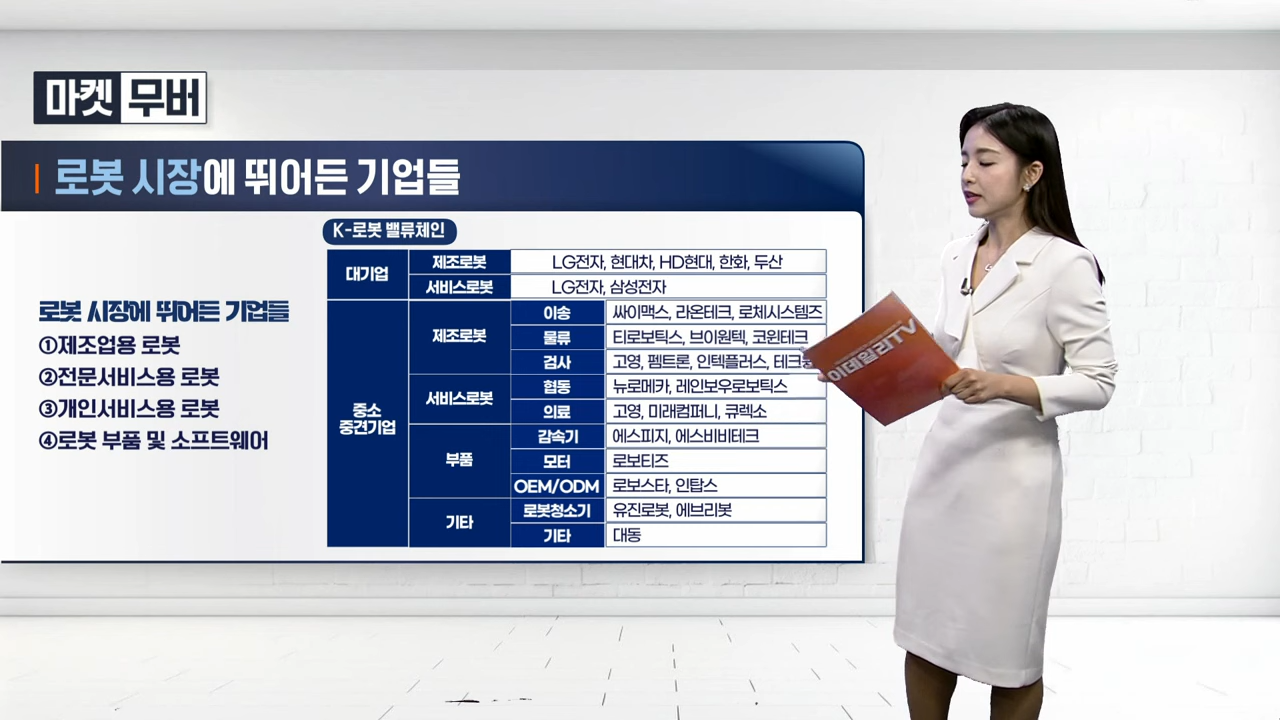 마켓 무버
로봇 시장에 뛰어든 기업들
K-로봇 밸류체인
로봇 시장에 뛰어든 기업들
①제조업용 로봇
②전문서비스용 로봇
③개인서비스용 로봇
④로봇 부품 및 소프트웨어
대기업
제조로봇 LG전자, 현대차, HD현대, 한화, 두산
서비스로봇 LG전자, 삼성전자
중소
중견기업
제조로봇
이송 싸이맥스, 라온테크, 로체시스템즈
물류 티로보틱스, 브이원텍, 코윈테크
검사 고영, 펨트론, 인텍플러스,
서비스로봇
협동 뉴로메카, 레인보우로보틱스
의료 고영, 미래컴퍼니, 큐렉소
부품
감속기 에스피지, 에스비비테크
모터 로보티즈
OEM/ODM 로보스타, 인탑스
기타
로봇청소기 유진로봇, 에브리봇
기타 대동
이데일리TV